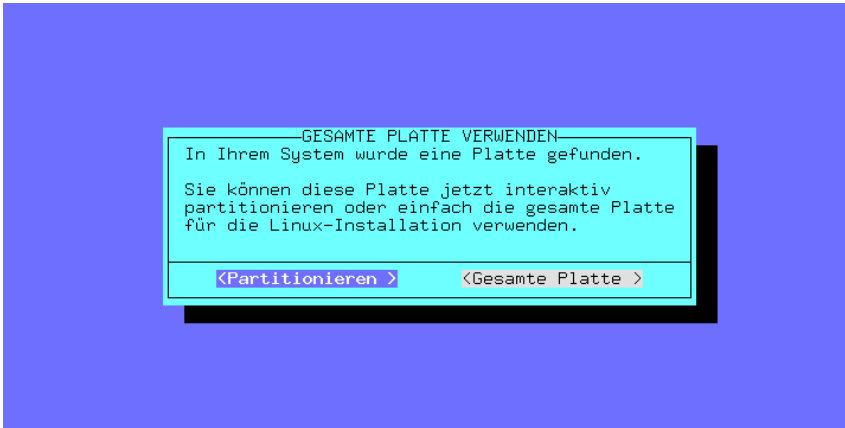 GESAMTE PLATTE VERWENDEN
In Ihrem System wurde eine Platte gefunden.
Sie können diese Platte jetzt interaktiv
partitionieren oder einfach die gesamte Platte
für die Linux-Installation verwenden.
<Partitionieren > <Gesamte Platte >